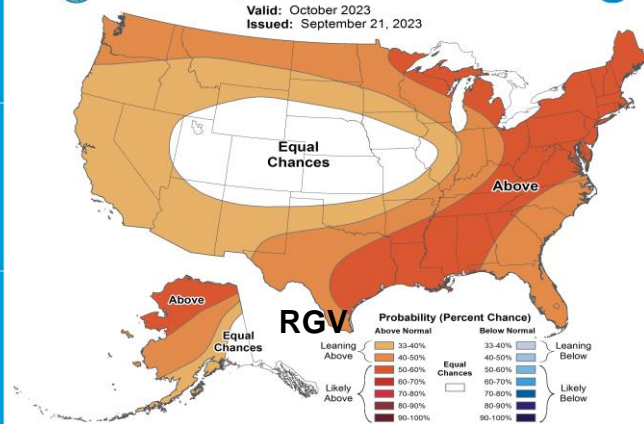 Valid: October 2023
Issued: September 21, 2023
Equal
Chances
Above
Above
Equal
Chances
RGV
Probability (Percent Chance)
Above Normal
Below Normal
Leaning
Above
33-40%
40-50%
50-60%
60-70%
70-80%
80-90%
90-100%
Likely
Above
Equal
Chances
33-40%
40-50%
50-60%
60-70%
70-80%
80-90%
90-100%
Leaning
Below
Likely
Below